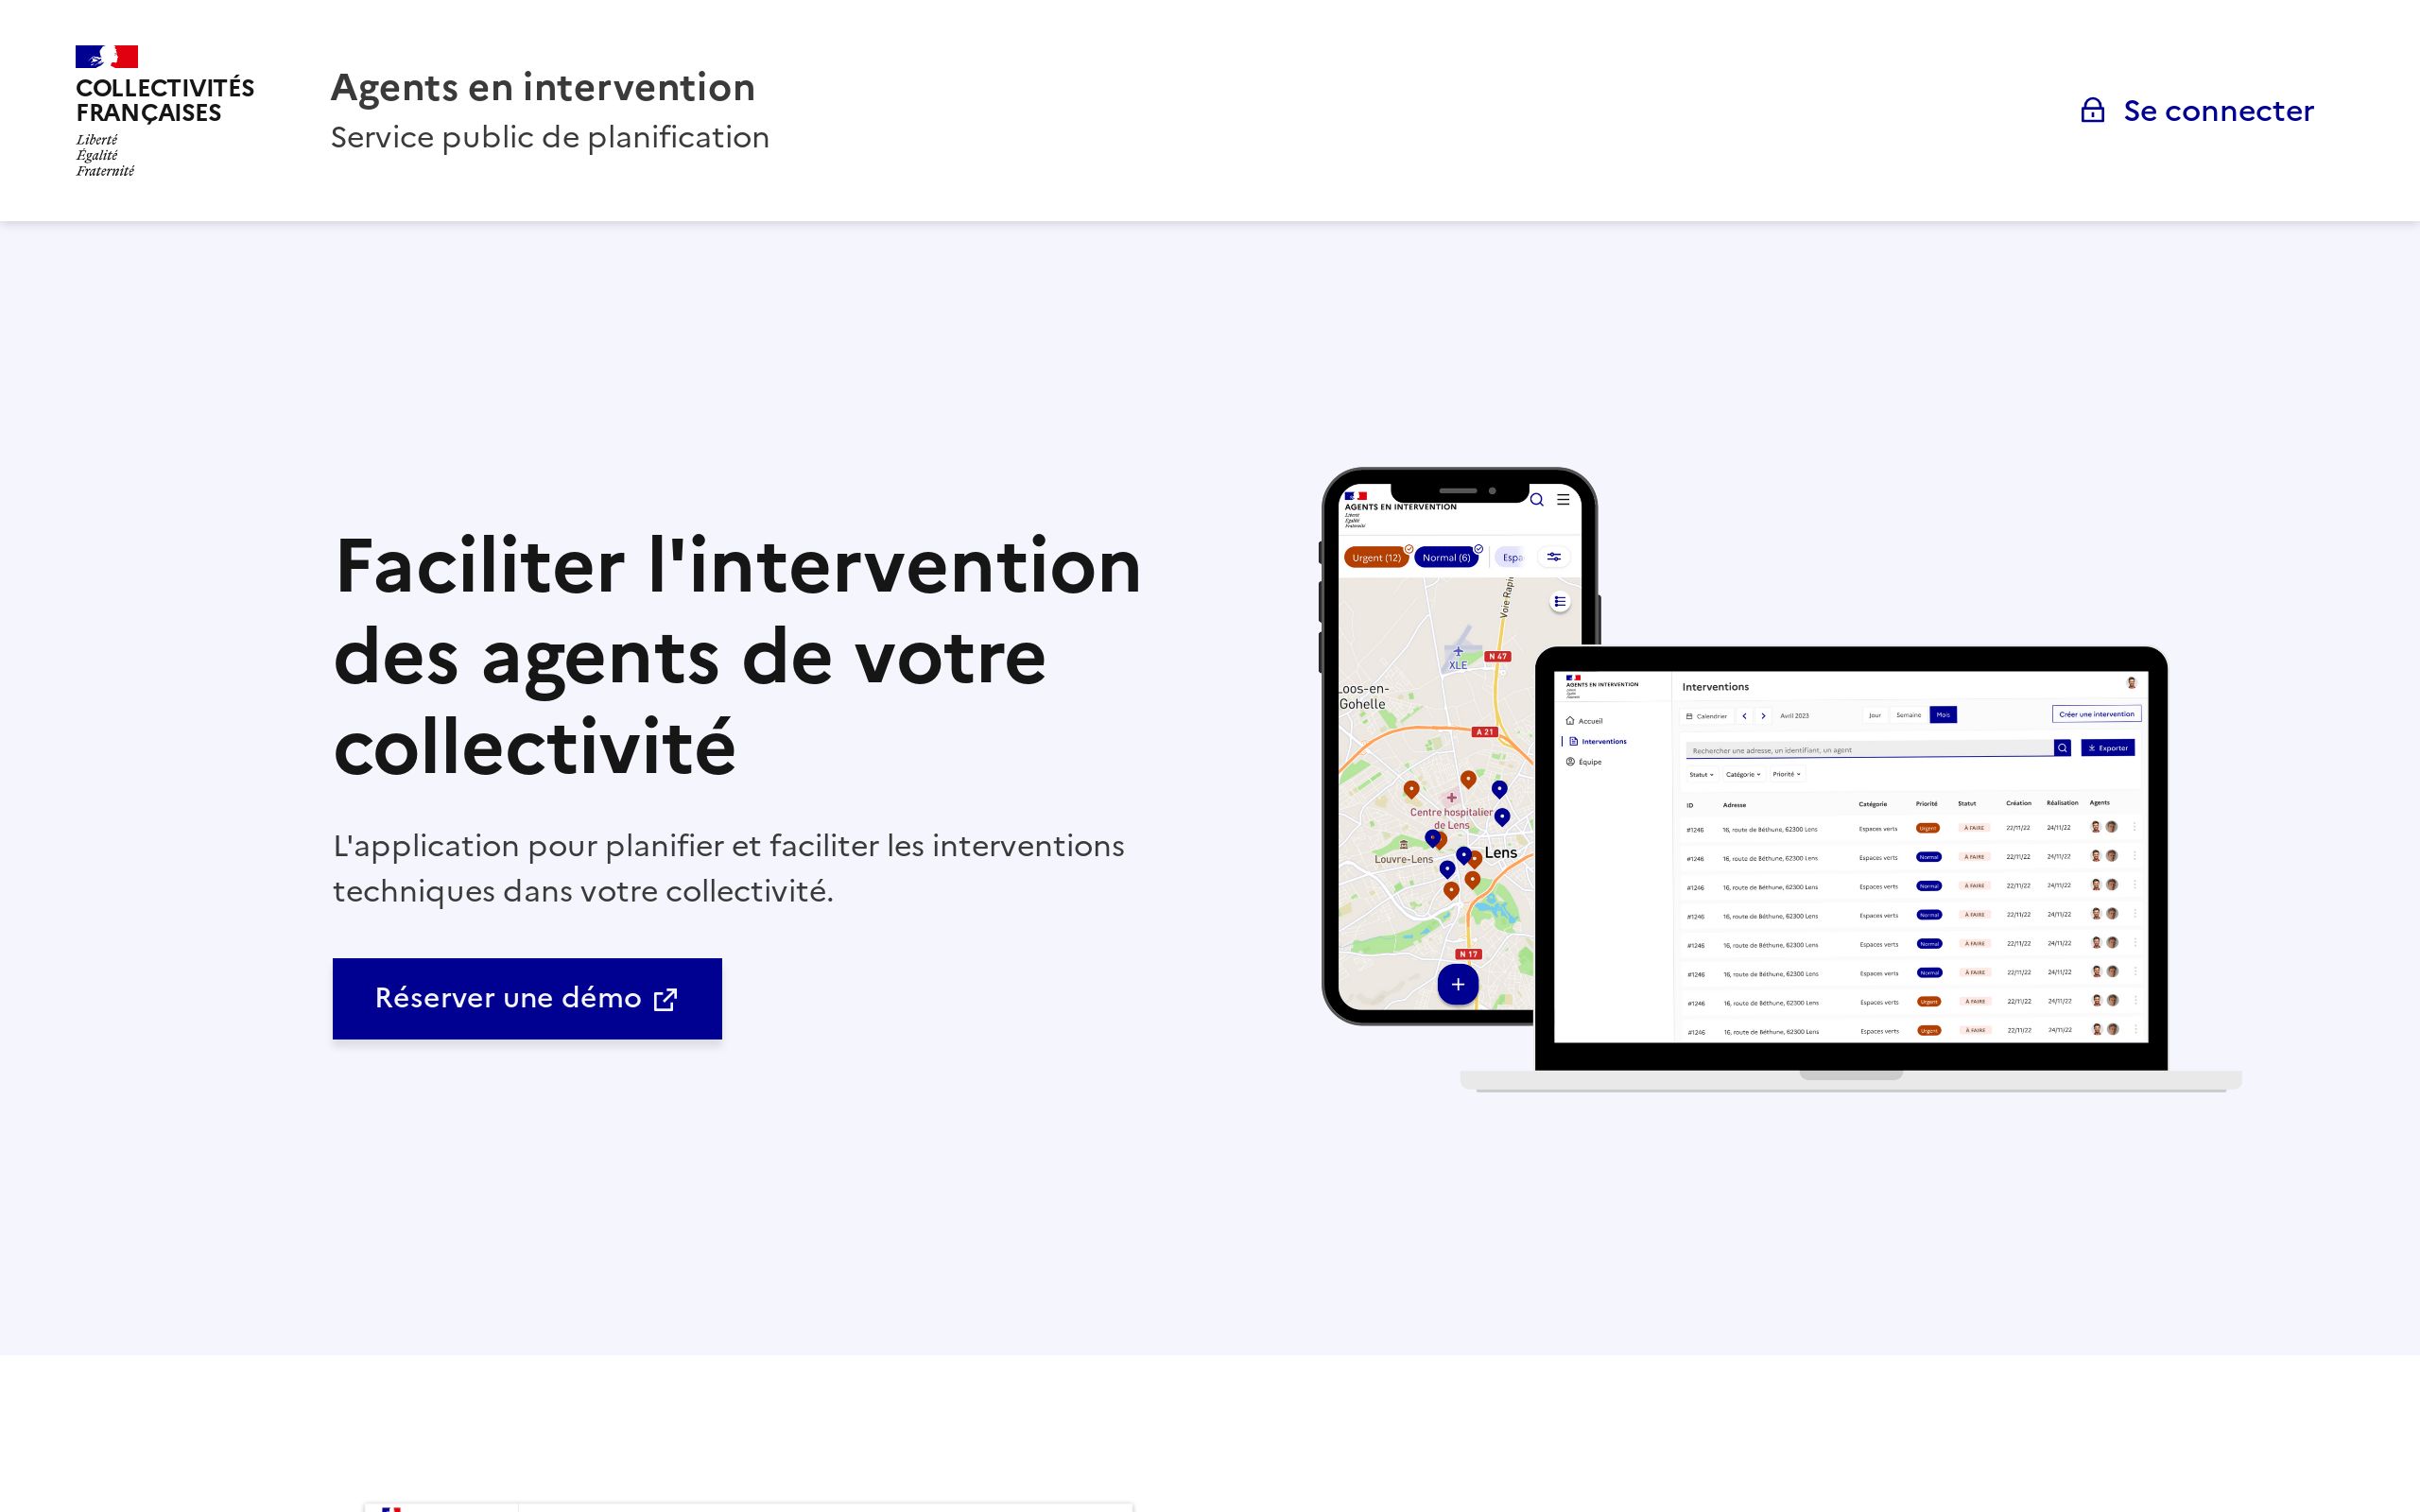 COLLECTIVITÉS
FRANÇAISES
Liberté
Égalité
Fraternité
Agents en intervention
Service public de planification
Se connecter
Faciliter l'intervention
des agents de votre
collectivité
L'application pour planifier et faciliter les interventions
techniques dans votre collectivité.
Réserver une démo
AGENTS EN INTERVENTION
Liberté
Égalité
Fraternité
Urgent (12) Normal (6) Espa
Voie Rapi
XLE
N 47
Loos-en-
Gohelle
A 21
Centre hospitalier
de Lens
Louvre-Lens
Lens
N 17
AGENTS EN INTERVENTION
Accueil
Interventions
Équipe
Interventions
Calendrier Avril 2023 Jour Semaine Mois Créer une intervention
Rechercher une adresse, un identifiant, un agent Exporter
Statut Catégorie Priorité
ID Adresse Catégorie Priorité Statut Création Réalisation Agents
#1246 16, route de Béthune, 62300 Lens Espaces verts Urgent À FAIRE 22/11/22 24/11/22
#1246 16, route de Béthune, 62300 Lens Espaces verts Normal À FAIRE 22/11/22 24/11/22
#1246 16, route de Béthune, 62300 Lens Espaces verts Normal À FAIRE 22/11/22 24/11/22
#1246 16, route de Béthune, 62300 Lens Espaces verts Normal À FAIRE 22/11/22 24/11/22
#1246 16, route de Béthune, 62300 Lens Espaces verts Normal À FAIRE 22/11/22 24/11/22
#1246 16, route de Béthune, 62300 Lens Espaces verts Normal À FAIRE 22/11/22 24/11/22
#1246 16, route de Béthune, 62300 Lens Espaces verts Urgent À FAIRE 22/11/22 24/11/22
#1246 16, route de Béthune, 62300 Lens Espaces verts Urgent À FAIRE 22/11/22 24/11/22